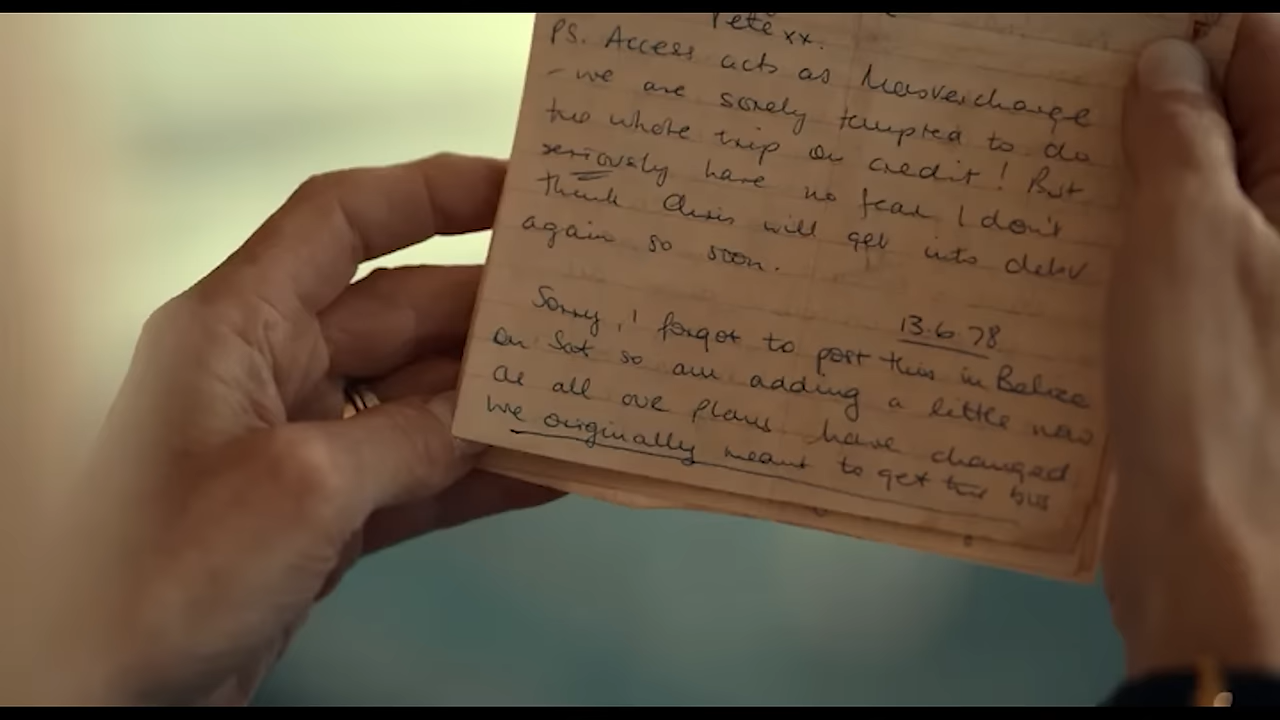 Pete xx.
PS. Access acts as Mastercharge
- we are sorely tempted to do
the whole trip on credit! But
seriously have no fear I don't
think Chris will get into debt
again so soon.
13.6.78
Sorry, I forgot to post this in Belize
on Sat so am adding a little now
as all our plans have changed
We originally meant to get the bus